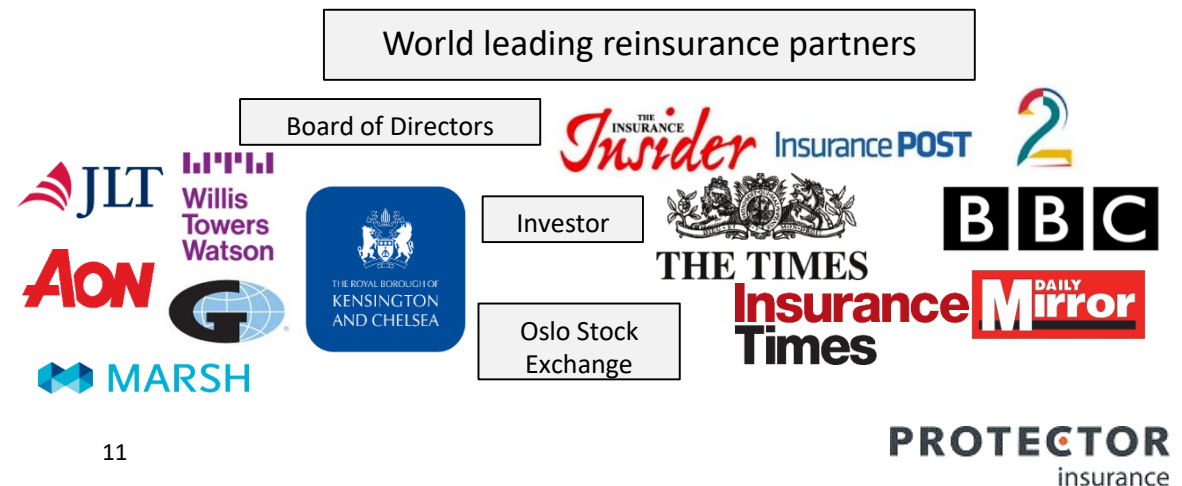 World leading reinsurance partners
Board of Directors
THE
INSURANCE
Insider
Insurance POST
2
JLT
Willis
Towers
Watson
THE ROYAL BOROUGH OF
KENSINGTON
AND CHELSEA
Investor
THE TIMES
BBC
AON
G
Insurance
Times
DAILY
Mirror
Oslo Stock
Exchange
MARSH
11
PROTECTOR
insurance